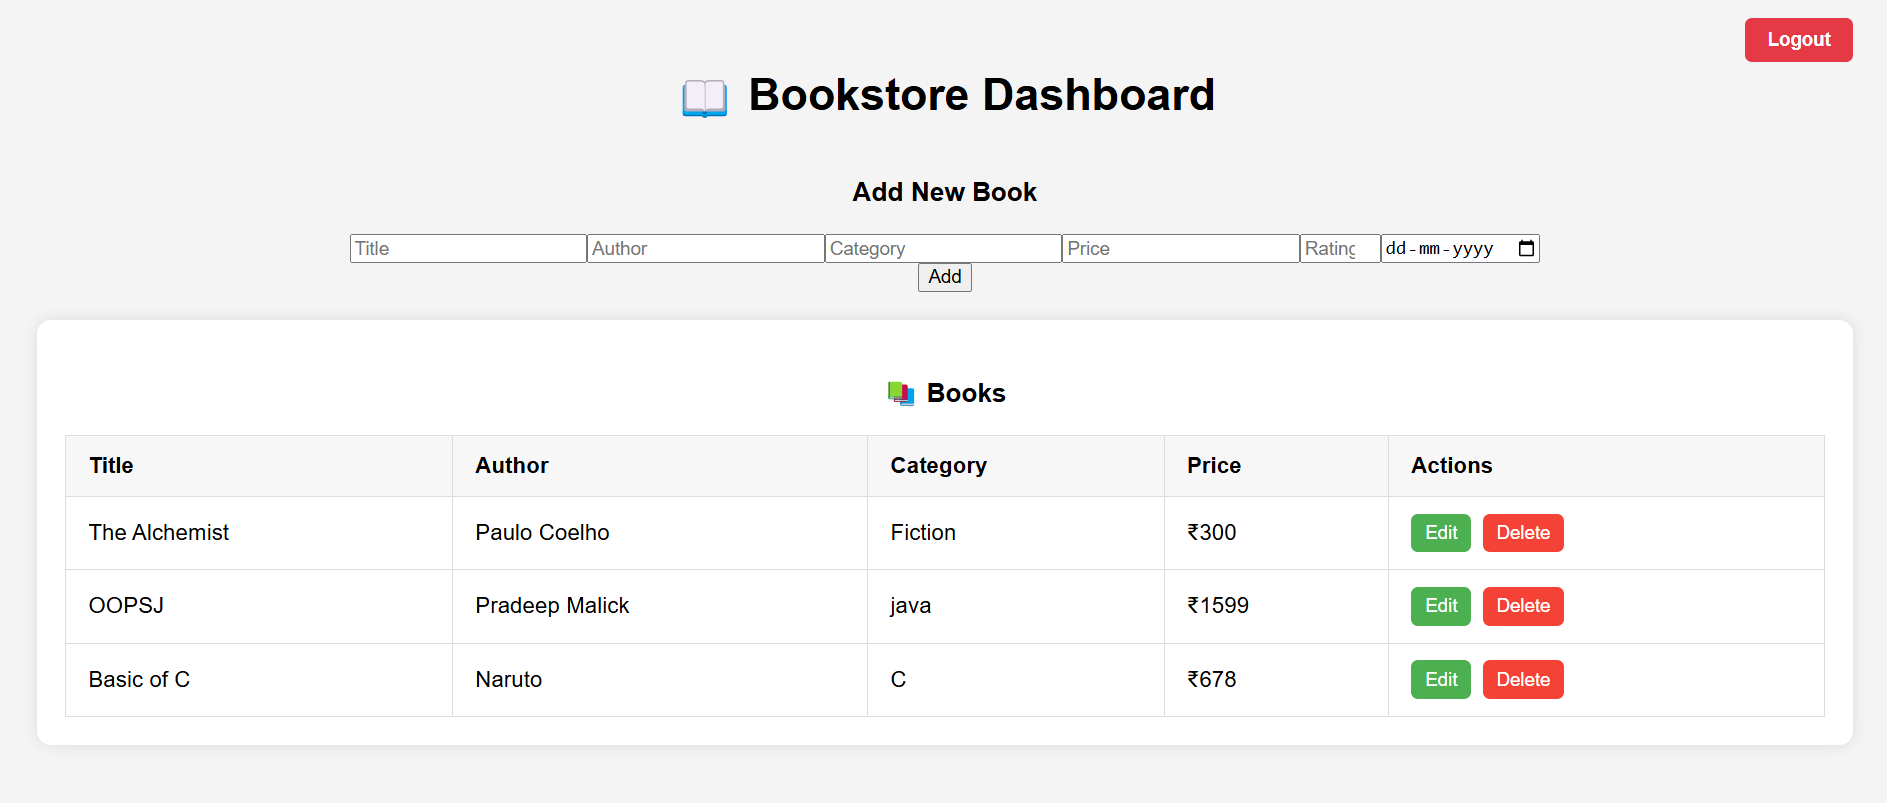 Logout
📖 Bookstore Dashboard
Add New Book
Title Author Category Price Rating dd-mm-yyyy
Add
📚 Books
Title Author Category Price Actions
The Alchemist Paulo Coelho Fiction ₹300 Edit Delete
OOPSJ Pradeep Malick java ₹1599 Edit Delete
Basic of C Naruto C ₹678 Edit Delete